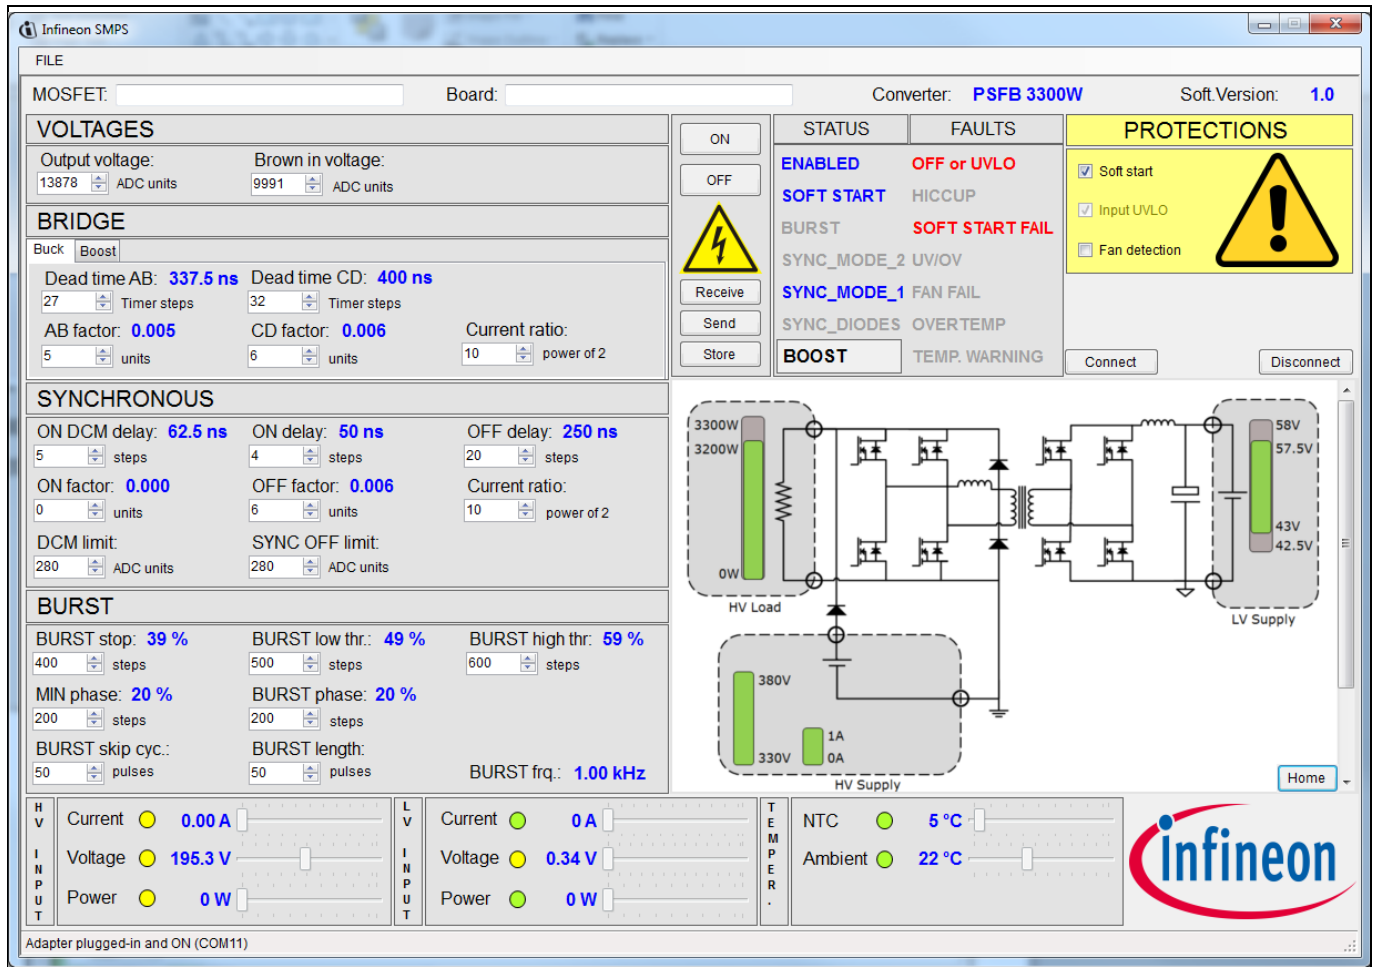 Infineon SMPS
FILE
MOSFET: Board: Converter: PSFB 3300W Soft.Version: 1.0
VOLTAGES
Output voltage: Brown in voltage:
13878 ADC units 9991 ADC units
BRIDGE
Buck Boost
Dead time AB: 337.5 ns Dead time CD: 400 ns
27 Timer steps 32 Timer steps
AB factor: 0.005 CD factor: 0.006 Current ratio:
5 units 6 units 10 power of 2
SYNCHRONOUS
ON DCM delay: 62.5 ns ON delay: 50 ns OFF delay: 250 ns
5 steps 4 steps 20 steps
ON factor: 0.000 OFF factor: 0.006 Current ratio:
0 units 6 units 10 power of 2
DCM limit: SYNC OFF limit:
280 ADC units 280 ADC units
BURST
BURST stop: 39 % BURST low thr.: 49 % BURST high thr: 59 %
400 steps 500 steps 600 steps
MIN phase: 20 % BURST phase: 20 %
200 steps 200 steps
BURST skip cyc.: BURST length:
50 pulses 50 pulses BURST frq.: 1.00 kHz
ON
OFF
Receive
Send
Store
STATUS FAULTS
ENABLED OFF or UVLO
SOFT START HICCUP
BURST SOFT START FAIL
SYNC_MODE_2 UV/OV
SYNC_MODE_1 FAN FAIL
SYNC_DIODES OVERTEMP
BOOST TEMP. WARNING
PROTECTIONS
Soft start
Input UVLO
Fan detection
Connect Disconnect
3300W
3200W
0W
HV Load
58V
57.5V
43V
42.5V
LV Supply
380V
330V
1A
0A
HV Supply
Home
HV INPUT
Current 0.00 A
Voltage 195.3 V
Power 0 W
LV INPUT
Current 0 A
Voltage 0.34 V
Power 0 W
TEMPER.
NTC 5 °C
Ambient 22 °C
infineon
Adapter plugged-in and ON (COM11)